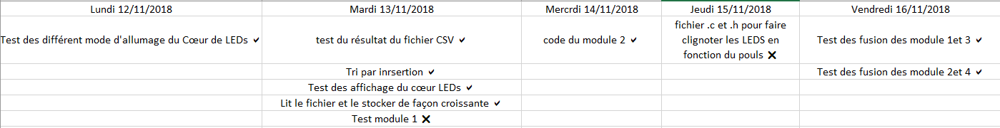 Lundi 12/11/2018
Mardi 13/11/2018
Mercrdi 14/11/2018
Jeudi 15/11/2018
Vendredi 16/11/2018
Test des différent mode d'allumage du Cœur de LEDs ✔
test du résultat du fichier CSV ✔
code du module 2 ✔
fichier .c et .h pour faire
clignoter les LEDS en
fonction du pouls ✖
Test des fusion des module 1et 3 ✔
Tri par inrsertion ✔
Test des fusion des module 2et 4 ✔
Test des affichage du cœur LEDs ✔
Lit le fichier et le stocker de façon croissante ✔
Test module 1 ✖